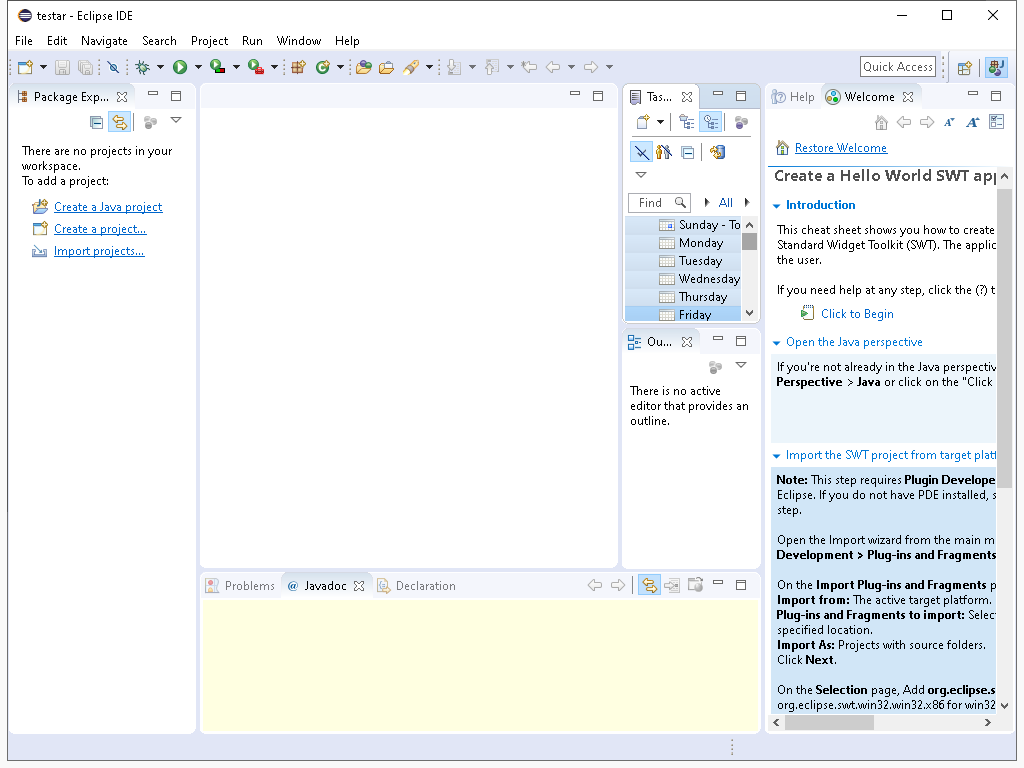 testar - Eclipse IDE
File Edit Navigate Search Project Run Window Help
Quick Access
Package Exp...
There are no projects in your
workspace.
To add a project:
Create a Java project
Create a project...
Import projects...
Tas...
Find
All
Sunday - To
Monday
Tuesday
Wednesday
Thursday
Friday
Ou...
There is no active
editor that provides an
outline.
Problems
@ Javadoc
Declaration
Help
Welcome
Restore Welcome
Create a Hello World SWT app
Introduction
This cheat sheet shows you how to create
Standard Widget Toolkit (SWT). The applic
the user.
If you need help at any step, click the (?) t
Click to Begin
Open the Java perspective
If you're not already in the Java perspectiv
Perspective > Java or click on the "Click
Import the SWT project from target platf
Note: This step requires Plugin Develope
Eclipse. If you do not have PDE installed, s
step.
Open the Import wizard from the main m
Development > Plug-ins and Fragments
On the Import Plug-ins and Fragments p
Import from: The active target platform.
Plug-ins and Fragments to import: Selec
specified location.
Import As: Projects with source folders.
Click Next.
On the Selection page, Add org.eclipse.s
org.eclipse.swt.win32.win32.x86 for win32